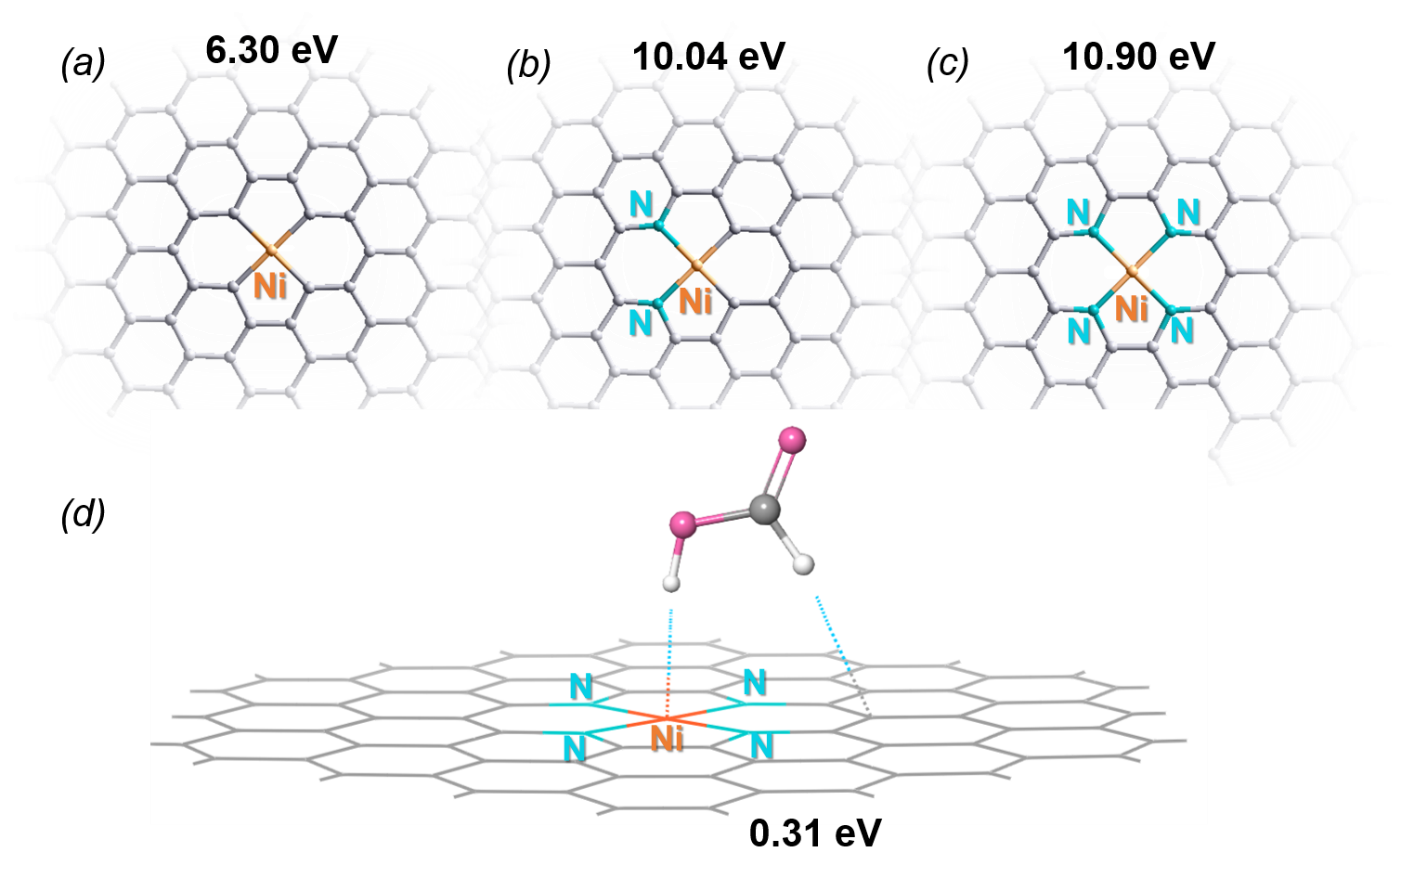 (a) 6.30 eV (b) 10.04 eV (c) 10.90 eV
N N N
Ni Ni Ni
N N N
(d)
N N
Ni
N N
0.31 eV